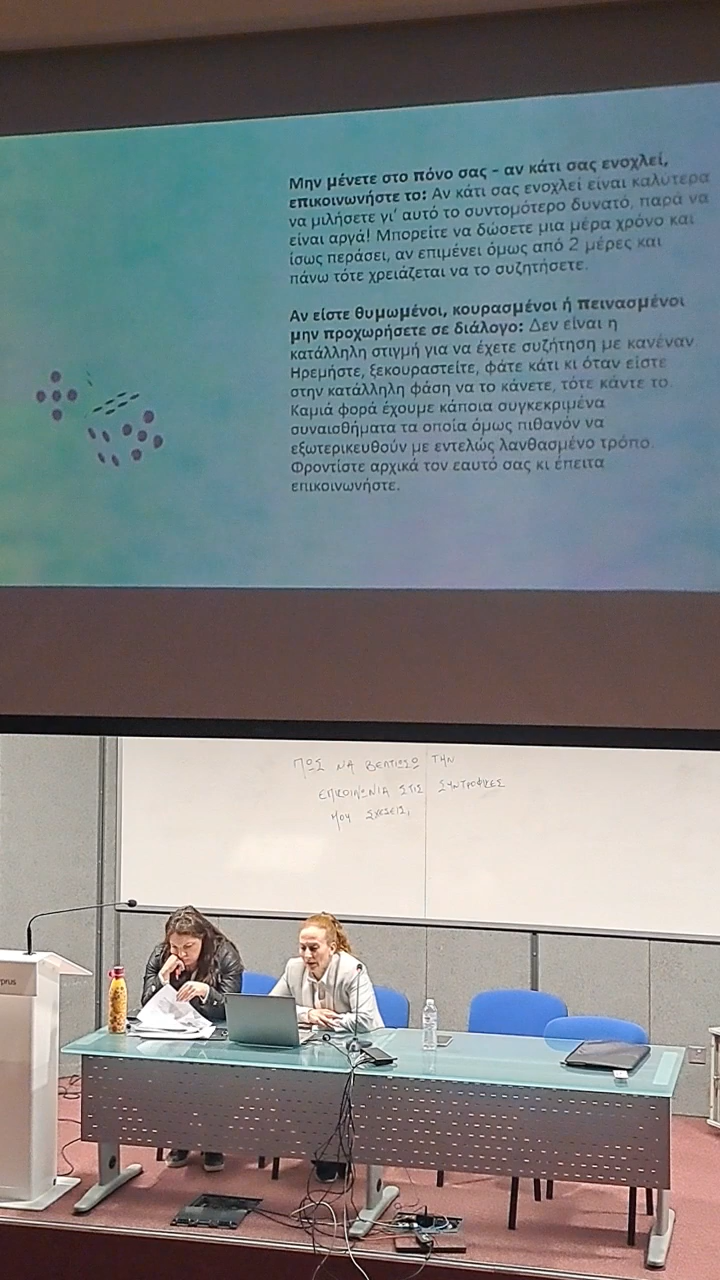 Μην μένετε στο πόνο σας – αν κάτι σας ενοχλεί,
επικοινωνήστε το: Αν κάτι σας ενοχλεί είναι καλύτερα
να μιλήσετε γι' αυτό το συντομότερο δυνατό, παρά να
είναι αργά! Μπορείτε να δώσετε μια μέρα χρόνο και
ίσως περάσει, αν επιμένει όμως από 2 μέρες και
πάνω τότε χρειάζεται να το συζητήσετε.
Αν είστε θυμωμένοι, κουρασμένοι ή πεινασμένοι
μην προχωρήσετε σε διάλογο: Δεν είναι η
κατάλληλη στιγμή για να έχετε συζήτηση με κανέναν.
Ηρεμήστε, ξεκουραστείτε, φάτε κάτι κι όταν είστε
στην κατάλληλη φάση να το κάνετε, τότε κάντε το.
Καμιά φορά έχουμε κάποια συγκεκριμένα
συναισθήματα τα οποία όμως πιθανόν να
εξωτερικευθούν με εντελώς λανθασμένο τρόπο.
Φροντίστε αρχικά τον εαυτό σας κι έπειτα
επικοινωνήστε.
ΠΩΣ ΝΑ ΒΕΛΤΙΩΣΩ ΤΗΝ
ΕΠΙΚΟΙΝΩΝΙΑ ΣΤΙΣ ΣΥΝΤΡΟΦΙΚΕΣ
ΜΟΥ ΣΧΕΣΕΙΣ;
prus